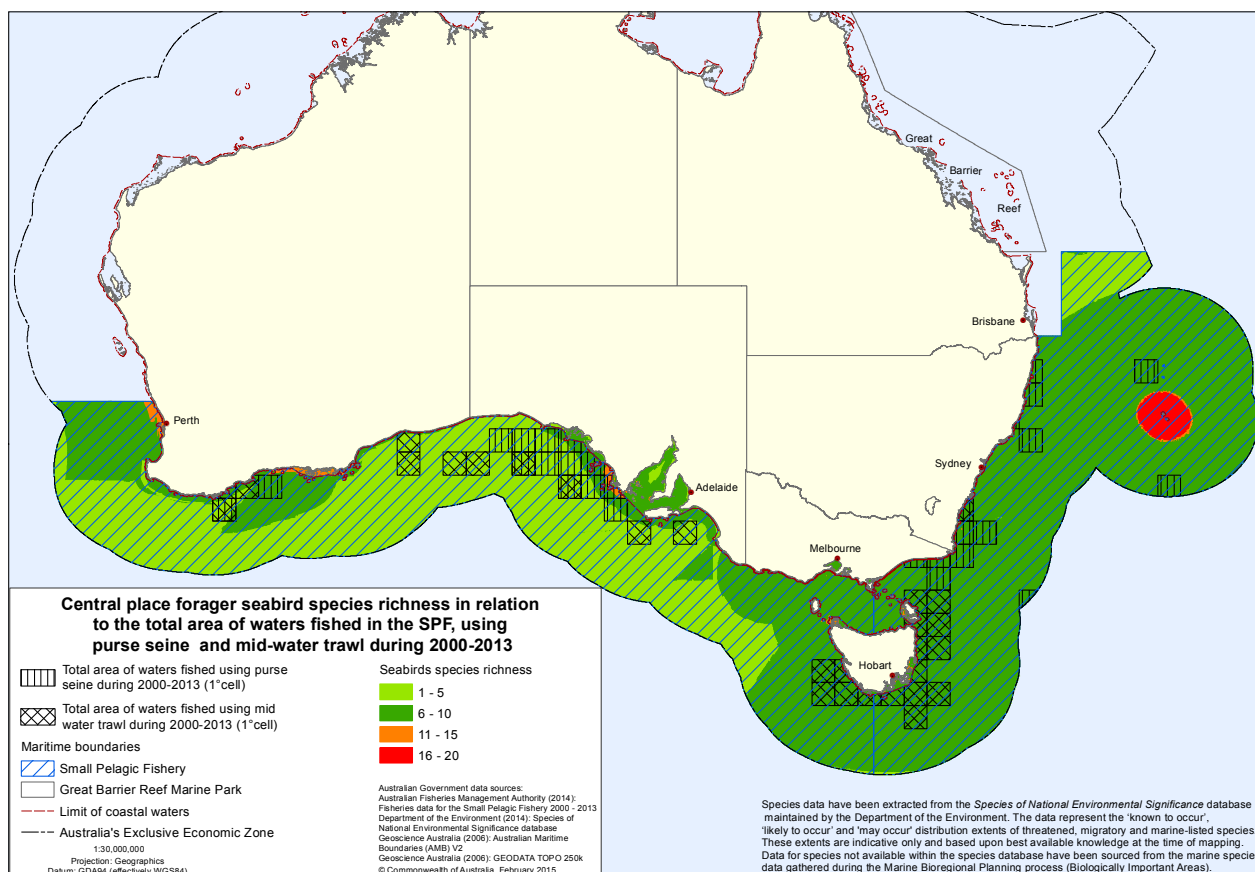 Great
Barrier
Reef
Brisbane
Perth
Sydney
Adelaide
Melbourne
Hobart
Central place forager seabird species richness in relation
to the total area of waters fished in the SPF, using
purse seine and mid-water trawl during 2000-2013
Total area of waters fished using purse
seine during 2000-2013 (1°cell)
Total area of waters fished using mid
water trawl during 2000-2013 (1°cell)
Maritime boundaries
Small Pelagic Fishery
Great Barrier Reef Marine Park
Limit of coastal waters
Australia's Exclusive Economic Zone
1:30,000,000
Projection: Geographics
Datum: GDA94 (effectively WGS84)
Seabirds species richness
1 - 5
6 - 10
11 - 15
16 - 20
Australian Government data sources:
Australian Fisheries Management Authority (2014):
Fisheries data for the Small Pelagic Fishery 2000 - 2013
Department of the Environment (2014): Species of
National Environmental Significance database
Geoscience Australia (2006): Australian Maritime
Boundaries (AMB) V2
Geoscience Australia (2006): GEODATA TOPO 250k
© Commonwealth of Australia, February 2015
Species data have been extracted from the Species of National Environmental Significance database
maintained by the Department of the Environment. The data represent the 'known to occur',
'likely to occur' and 'may occur' distribution extents of threatened, migratory and marine-listed species
These extents are indicative only and based upon best available knowledge at the time of mapping.
Data for species not available within the species database have been sourced from the marine specie
data gathered during the Marine Bioregional Planning process (Biologically Important Areas).